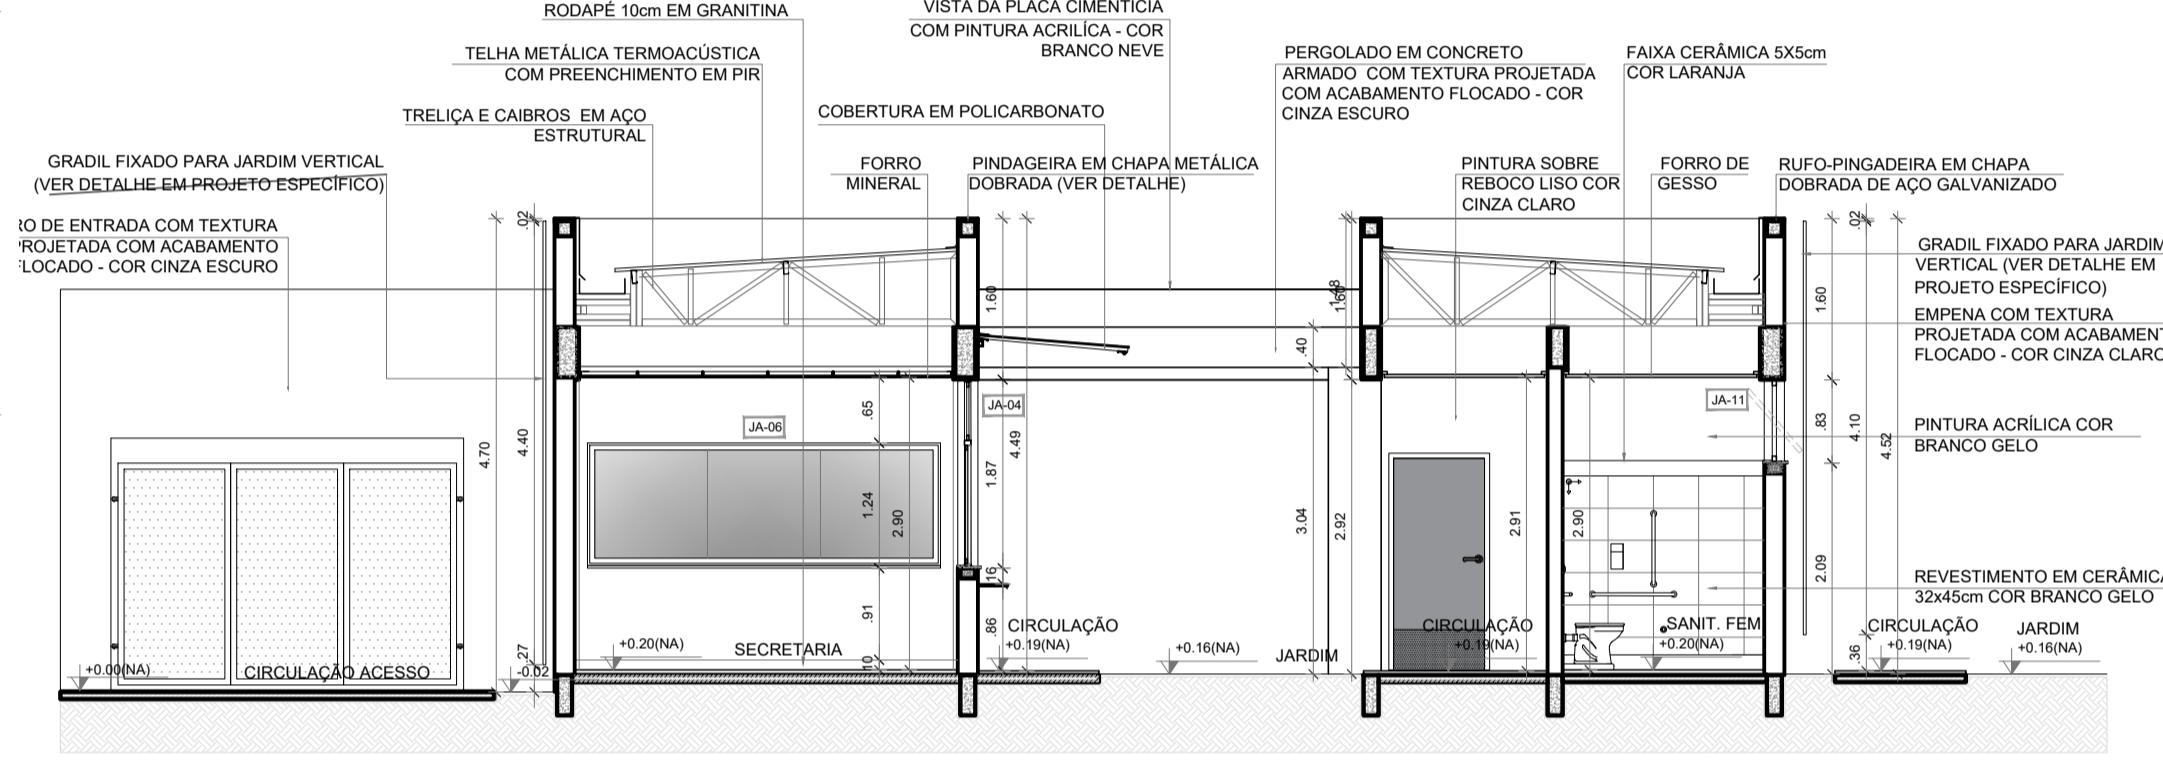 RODAPÉ 10cm EM GRANITINA
VISTA DA PLACA CIMENTÍCIA
COM PINTURA ACRILÍCA - COR
BRANCO NEVE
TELHA METÁLICA TERMOACÚSTICA
COM PREENCHIMENTO EM PIR
PERGOLADO EM CONCRETO
ARMADO COM TEXTURA PROJETADA
COM ACABAMENTO FLOCADO - COR
CINZA ESCURO
FAIXA CERÂMICA 5X5cm
COR LARANJA
TRELIÇA E CAIBROS EM AÇO
ESTRUTURAL
COBERTURA EM POLICARBONATO
GRADIL FIXADO PARA JARDIM VERTICAL
(VER DETALHE EM PROJETO ESPECÍFICO)
FORRO
MINERAL
PINDAGEIRA EM CHAPA METÁLICA
DOBRADA (VER DETALHE)
PINTURA SOBRE
REBOCO LISO COR
CINZA CLARO
FORRO DE
GESSO
RUFO-PINGADEIRA EM CHAPA
DOBRADA DE AÇO GALVANIZADO
RO DE ENTRADA COM TEXTURA
PROJETADA COM ACABAMENTO
FLOCADO - COR CINZA ESCURO
GRADIL FIXADO PARA JARDIM
VERTICAL (VER DETALHE EM
PROJETO ESPECÍFICO)
EMPENA COM TEXTURA
PROJETADA COM ACABAMENT
FLOCADO - COR CINZA CLARO
PINTURA ACRÍLICA COR
BRANCO GELO
REVESTIMENTO EM CERÂMICA
32x45cm COR BRANCO GELO
4.70
.02
4.40
.27
-0.02
JA-06
.65
1.24
2.90
.91
.10
1.60
JA-04
1.87
4.49
.16
.86
.40
3.04
1.48
1.60
2.92
2.91
2.90
JA-11
1.60
.83
2.09
.02
4.10
.36
4.52
+0.00(NA)
CIRCULAÇÃO ACESSO
+0.20(NA)
SECRETARIA
CIRCULAÇÃO
+0.19(NA)
+0.16(NA)
JARDIM
CIRCULAÇÃO
+0.19(NA)
SANIT. FEM
+0.20(NA)
CIRCULAÇÃO
+0.19(NA)
JARDIM
+0.16(NA)